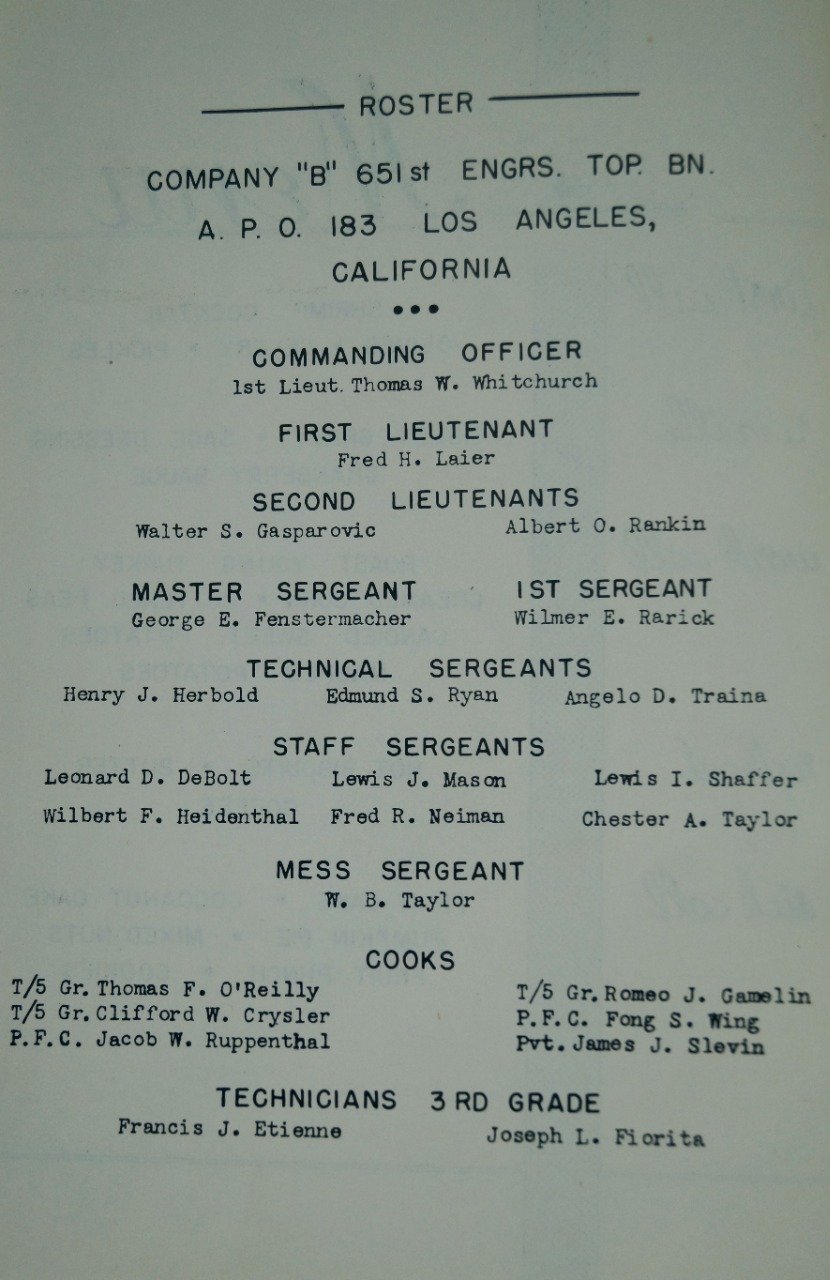 ROSTER
COMPANY "B" 651st ENGRS. TOP. BN.
A. P. O. 183 LOS ANGELES,
CALIFORNIA
•••
COMMANDING OFFICER
1st Lieut. Thomas W. Whitchurch
FIRST LIEUTENANT
Fred H. Laier
SECOND LIEUTENANTS
Walter S. Gasparovic Albert O. Rankin
MASTER SERGEANT 1ST SERGEANT
George E. Fenstermacher Wilmer E. Rarick
TECHNICAL SERGEANTS
Henry J. Herbold Edmund S. Ryan Angelo D. Traina
STAFF SERGEANTS
Leonard D. DeBolt Lewis J. Mason Lewis I. Shaffer
Wilbert F. Heidenthal Fred R. Neiman Chester A. Taylor
MESS SERGEANT
W. B. Taylor
COOKS
T/5 Gr. Thomas F. O'Reilly T/5 Gr. Romeo J. Gamelin
T/5 Gr. Clifford W. Crysler P.F.C. Fong S. Wing
P.F.C. Jacob W. Ruppenthal Pvt. James J. Slevin
TECHNICIANS 3RD GRADE
Francis J. Etienne Joseph L. Fiorita